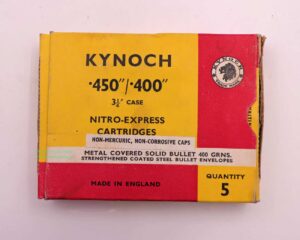 KYNOCH
·450"/·400"
3¼" CASE
NITRO-EXPRESS
CARTRIDGES
NON-MERCURIC, NON-CORROSIVE CAPS
METAL COVERED SOLID BULLET 400 GRNS.
STRENGTHENED COATED STEEL BULLET ENVELOPES
MADE IN ENGLAND
QUANTITY
5
KYNOCH